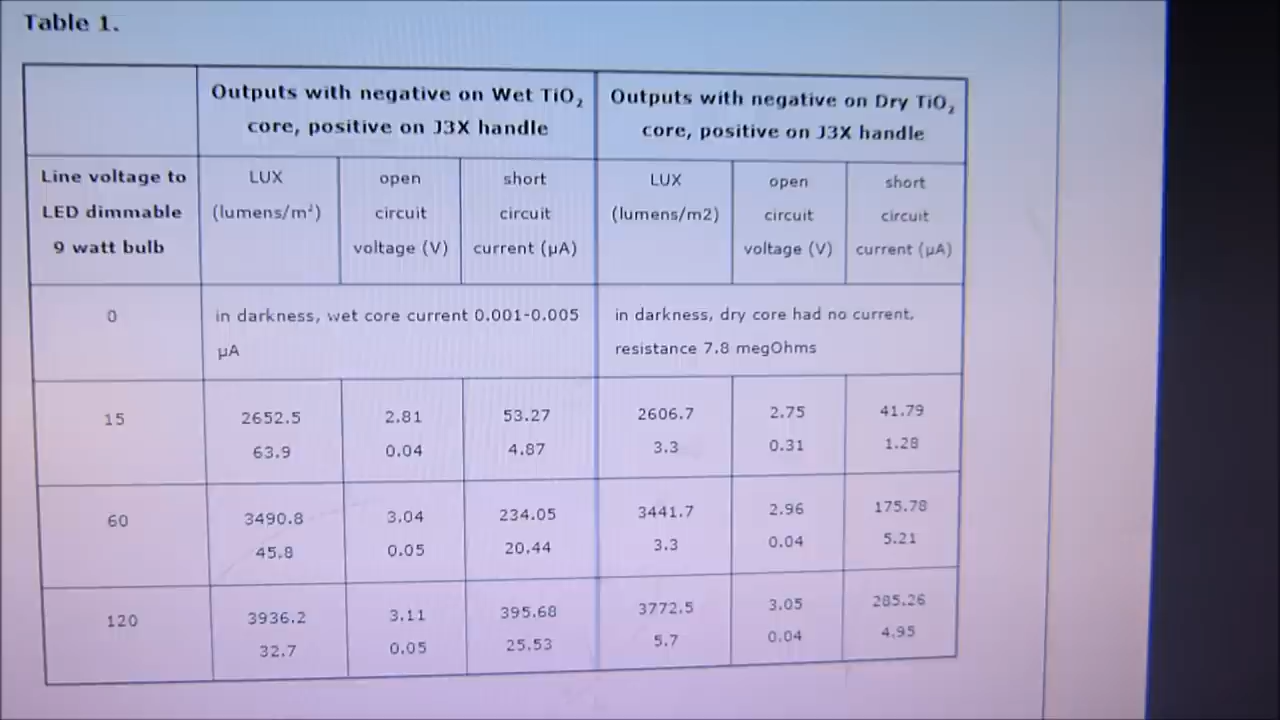 Table 1.
Outputs with negative on Wet TiO₂
core, positive on J3X handle
Outputs with negative on Dry TiO₂
core, positive on J3X handle
Line voltage to
LED dimmable
9 watt bulb
LUX
(lumens/m²)
open
circuit
voltage (V)
short
circuit
current (µA)
LUX
(lumens/m2)
open
circuit
voltage (V)
short
circuit
current (µA)
0
in darkness, wet core current 0.001-0.005
µA
in darkness, dry core had no current,
resistance 7.8 megOhms
15
2652.5
63.9
2.81
0.04
53.27
4.87
2606.7
3.3
2.75
0.31
41.79
1.28
60
3490.8
45.8
3.04
0.05
234.05
20.44
3441.7
3.3
2.96
0.04
175.78
5.21
120
3936.2
32.7
3.11
0.05
395.68
25.53
3772.5
5.7
3.05
0.04
285.26
4.95